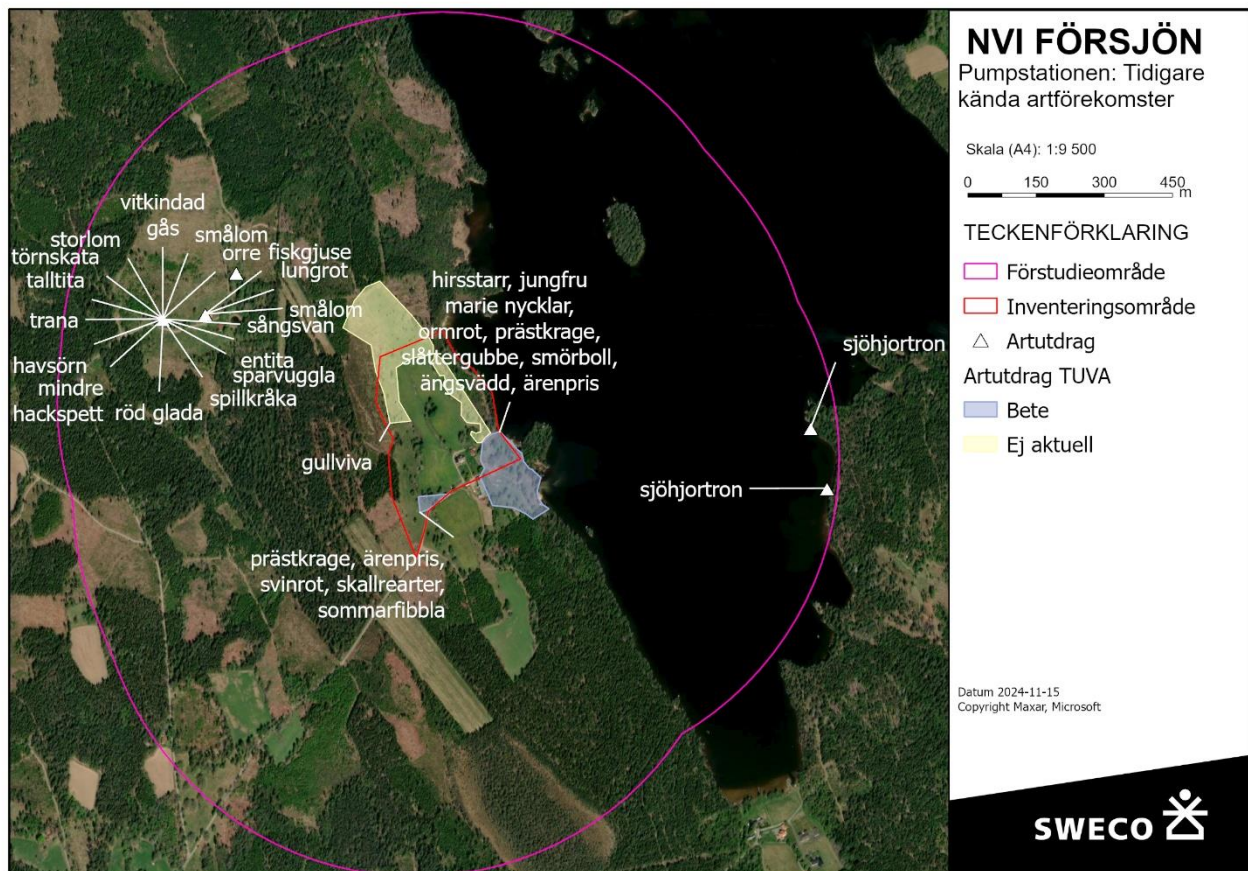 NVI FÖRSJÖN
Pumpstationen: Tidigare
kända artförekomster
Skala (A4): 1:9 500
0 150 300 450
m
TECKENFÖRKLARING
Förstudieområde
Inventeringsområde
Artutdrag
Artutdrag TUVA
Bete
Ej aktuell
Datum 2024-11-15
Copyright Maxar, Microsoft
SWECO
vitkindad
gås
storlom
törnskata
talltita
smålom
orre
fiskgjuse
lungrot
trana
smålom
sångsvan
havsörn
mindre
hackspett
röd glada
entita
sparvuggla
spillkråka
hirsstarr, jungfru
marie nycklar,
ormrot, prästkrage,
slåttergubbe, smörboll,
ängsvädd, ärenpris
gullviva
sjöhjortron
sjöhjortron
prästkrage, ärenpris,
svinrot, skallrearter,
sommarfibbla